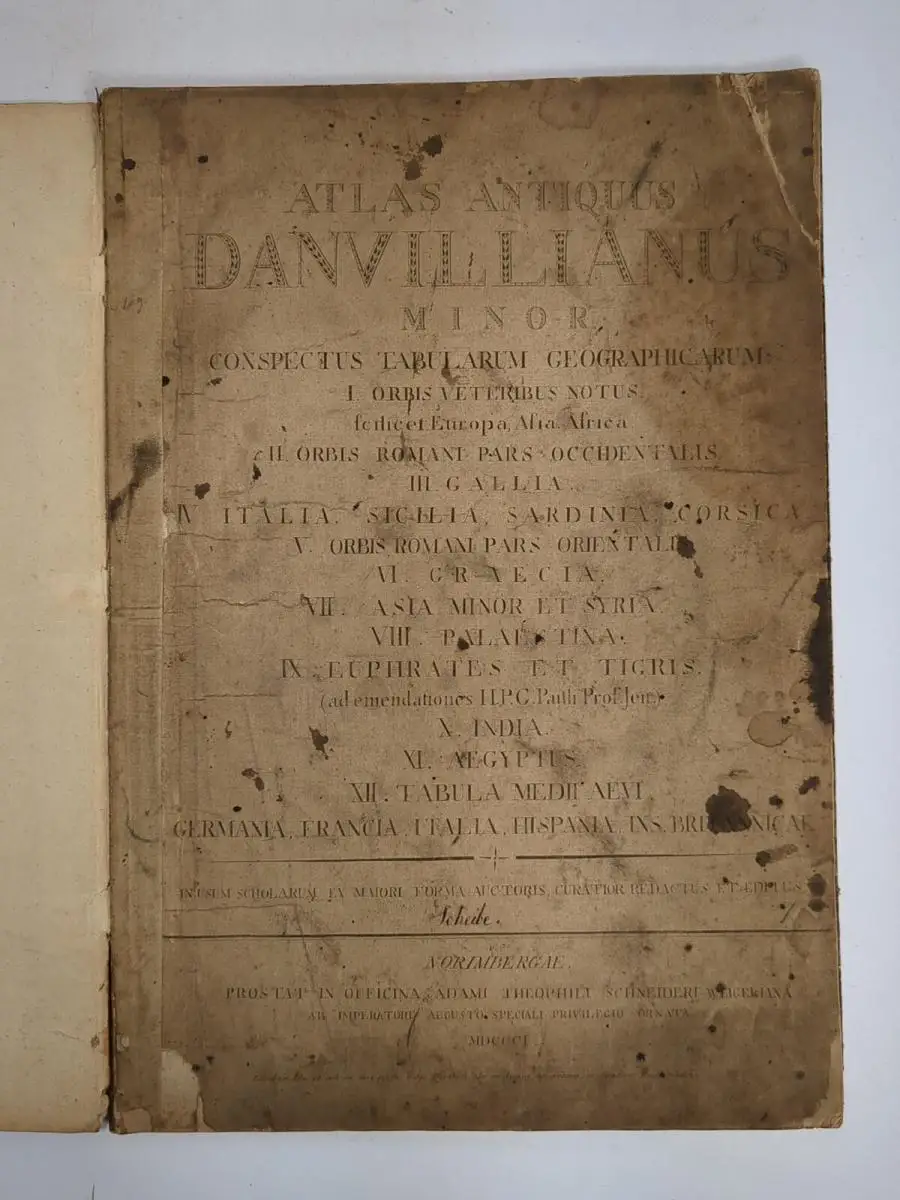 ATLAS ANTIQUUS
DANVILLIANUS
MINOR
CONSPECTUS TABULARUM GEOGRAPHICARUM:
I. ORBIS VETERIBUS NOTUS.
ſcilicet Europa, Aſia, Africa
II. ORBIS ROMANI PARS OCCIDENTALIS.
III. GALLIA.
IV ITALIA, SICILIA, SARDINIA, CORSICA
V. ORBIS ROMANI PARS ORIENTALIS
VI. GRAECIA.
VII. ASIA MINOR ET SYRIA.
VIII. PALAESTINA.
IX. EUPHRATES ET TIGRIS.
(ad emendationes H.P.G. Pauli Prof. Jen.)
X. INDIA.
XI. AEGYPTUS.
XII. TABULA MEDII AEVI
GERMANIA, FRANCIA, ITALIA, HISPANIA, INS. BRITANNICAE
IN USUM SCHOLARUM EX MAIORI FORMA AUCTORIS, CURATIOR REDACTUS ET EDITUS
Scheibe.
NORIMBERGAE.
PROSTAT IN OFFICINA ADAMI THEOPHILI SCHNEIDERI WEIGERIANA
AB IMPERATORE AUGUSTO SPECIALI PRIVILEGIO ORNATA
MDCCCI